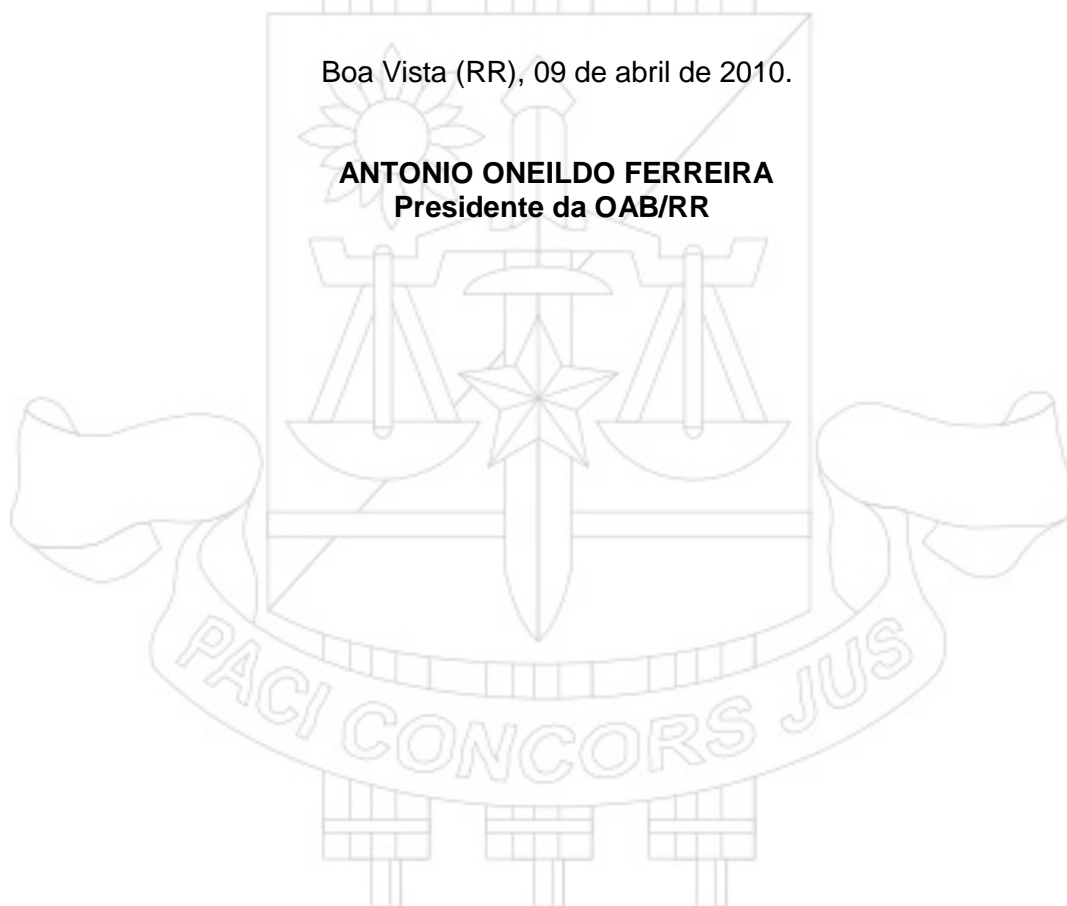 Boa Vista (RR), 09 de abril de 2010.
ANTONIO ONEILDO FERREIRA
Presidente da OAB/RR
PACI CONCORS JUS